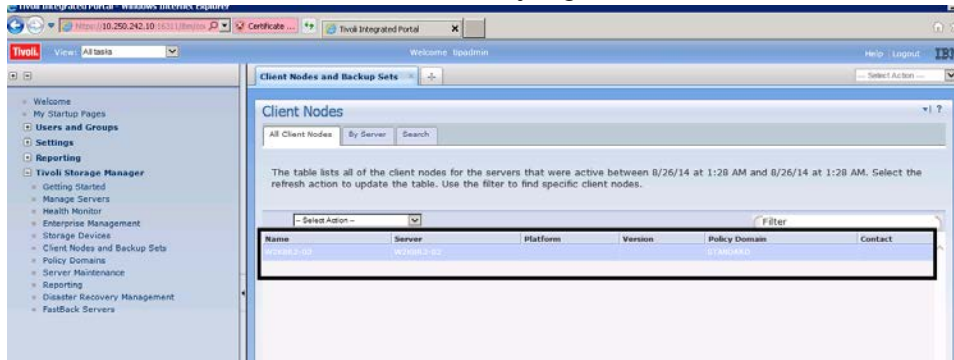 Tivoli Integrated Portal - Windows Internet Explorer
https://10.250.242.10
Certificate ...
Tivoli Integrated Portal
X
Tivoli.
View: All tasks
Welcome tipadmin
Help
Logout
IBM
Client Nodes and Backup Sets
--- Select Action ---
Welcome
My Startup Pages
Users and Groups
Settings
Reporting
Tivoli Storage Manager
Getting Started
Manage Servers
Health Monitor
Enterprise Management
Storage Devices
Client Nodes and Backup Sets
Policy Domains
Server Maintenance
Reporting
Disaster Recovery Management
FastBack Servers
Client Nodes
?
All Client Nodes
By Server
Search
The table lists all of the client nodes for the servers that were active between 8/26/14 at 1:28 AM and 8/26/14 at 1:28 AM. Select the
refresh action to update the table. Use the filter to find specific client nodes.
-- Select Action --
Filter
Name Server Platform Version Policy Domain Contact
STANDARD